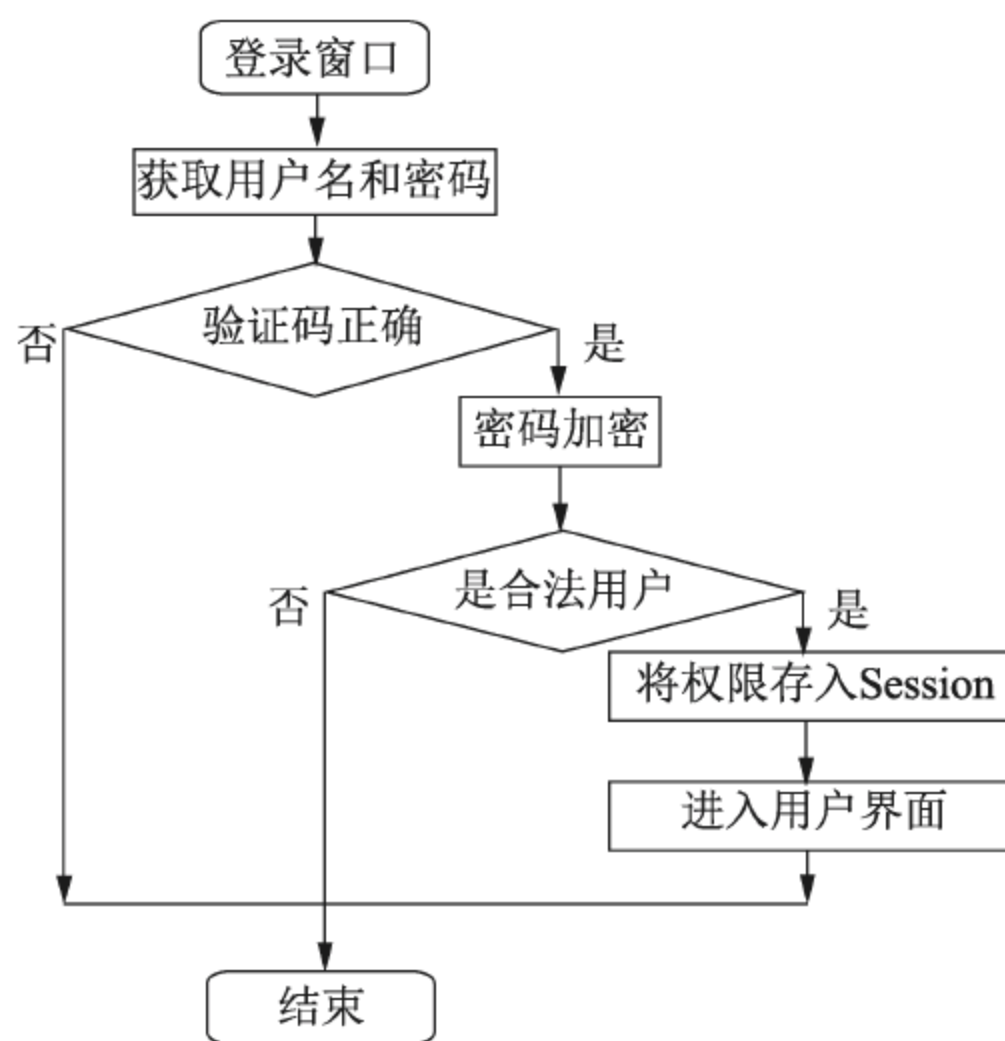 登录窗口
获取用户名和密码
验证码正确
否
是
密码加密
是合法用户
否
是
将权限存入Session
进入用户界面
结束